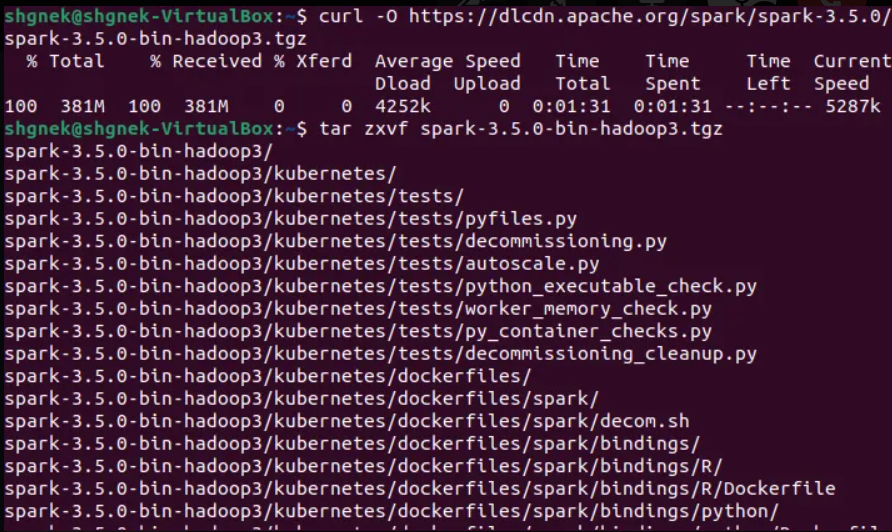 shgnek@shgnek-VirtualBox:~$ curl -O https://dlcdn.apache.org/spark/spark-3.5.0/
spark-3.5.0-bin-hadoop3.tgz
  % Total    % Received % Xferd  Average Speed   Time    Time     Time  Current
                                 Dload  Upload   Total   Spent    Left  Speed
100  381M  100  381M    0     0  4252k      0  0:01:31  0:01:31 --:--:-- 5287k
shgnek@shgnek-VirtualBox:~$ tar zxvf spark-3.5.0-bin-hadoop3.tgz
spark-3.5.0-bin-hadoop3/
spark-3.5.0-bin-hadoop3/kubernetes/
spark-3.5.0-bin-hadoop3/kubernetes/tests/
spark-3.5.0-bin-hadoop3/kubernetes/tests/pyfiles.py
spark-3.5.0-bin-hadoop3/kubernetes/tests/decommissioning.py
spark-3.5.0-bin-hadoop3/kubernetes/tests/autoscale.py
spark-3.5.0-bin-hadoop3/kubernetes/tests/python_executable_check.py
spark-3.5.0-bin-hadoop3/kubernetes/tests/worker_memory_check.py
spark-3.5.0-bin-hadoop3/kubernetes/tests/py_container_checks.py
spark-3.5.0-bin-hadoop3/kubernetes/tests/decommissioning_cleanup.py
spark-3.5.0-bin-hadoop3/kubernetes/dockerfiles/
spark-3.5.0-bin-hadoop3/kubernetes/dockerfiles/spark/
spark-3.5.0-bin-hadoop3/kubernetes/dockerfiles/spark/decom.sh
spark-3.5.0-bin-hadoop3/kubernetes/dockerfiles/spark/bindings/
spark-3.5.0-bin-hadoop3/kubernetes/dockerfiles/spark/bindings/R/
spark-3.5.0-bin-hadoop3/kubernetes/dockerfiles/spark/bindings/R/Dockerfile
spark-3.5.0-bin-hadoop3/kubernetes/dockerfiles/spark/bindings/python/